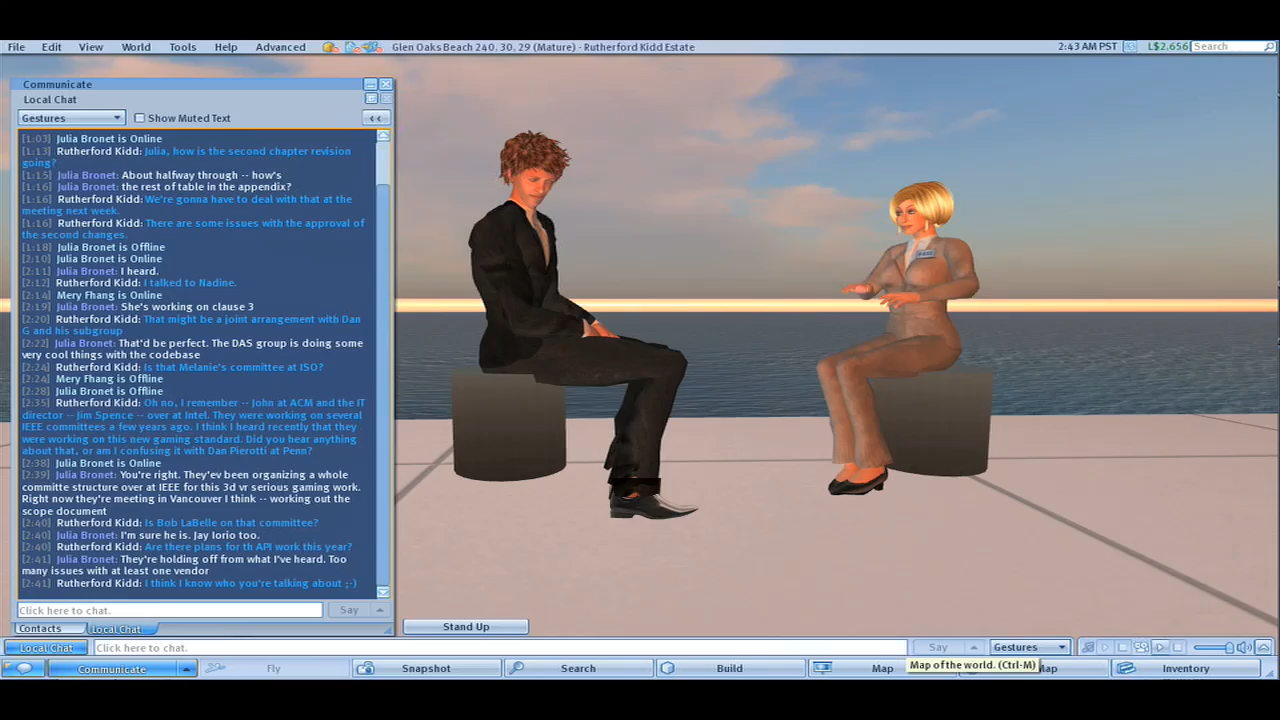 File Edit View World Tools Help Advanced Glen Oaks Beach 240, 30, 29 (Mature) - Rutherford Kidd Estate 2:43 AM PST L$2,656 Search
Communicate
Local Chat
Gestures Show Muted Text <<
[1:03] Julia Bronet is Online
[1:13] Rutherford Kidd: Julia, how is the second chapter revision
going?
[1:15] Julia Bronet: About halfway through -- how's
[1:16] Julia Bronet: the rest of table in the appendix?
[1:16] Rutherford Kidd: We're gonna have to deal with that at the
meeting next week.
[1:16] Rutherford Kidd: There are some issues with the approval of
the second changes.
[1:18] Julia Bronet is Offline
[2:10] Julia Bronet is Online
[2:11] Julia Bronet: I heard.
[2:12] Rutherford Kidd: I talked to Nadine.
[2:14] Mery Fhang is Online
[2:19] Julia Bronet: She's working on clause 3
[2:20] Rutherford Kidd: That might be a joint arrangement with Dan
G and his subgroup
[2:22] Julia Bronet: That'd be perfect. The DAS group is doing some
very cool things with the codebase
[2:24] Rutherford Kidd: Is that Melanie's committee at ISO?
[2:24] Mery Fhang is Offline
[2:28] Julia Bronet is Offline
[2:35] Rutherford Kidd: Oh no, I remember -- John at ACM and the IT
director -- Jim Spence -- over at Intel. They were working on several
IEEE committees a few years ago. I think I heard recently that they
were working on this new gaming standard. Did you hear anything
about that, or am I confusing it with Dan Pierotti at Penn?
[2:38] Julia Bronet is Online
[2:39] Julia Bronet: You're right. They'ev been organizing a whole
committe structure over at IEEE for this 3d vr serious gaming work.
Right now they're meeting in Vancouver I think -- working out the
scope document
[2:40] Rutherford Kidd: Is Bob LaBelle on that committee?
[2:40] Julia Bronet: I'm sure he is. Jay Iorio too.
[2:40] Rutherford Kidd: Are there plans for th API work this year?
[2:41] Julia Bronet: They're holding off from what I've heard. Too
many issues with at least one vendor
[2:41] Rutherford Kidd: I think I know who you're talking about ;-)
Click here to chat. Say
Contacts Local Chat
Stand Up
Local Chat Click here to chat. Say Gestures
Communicate Fly Snapshot Search Build Map Map of the world. (Ctrl-M) Map Inventory